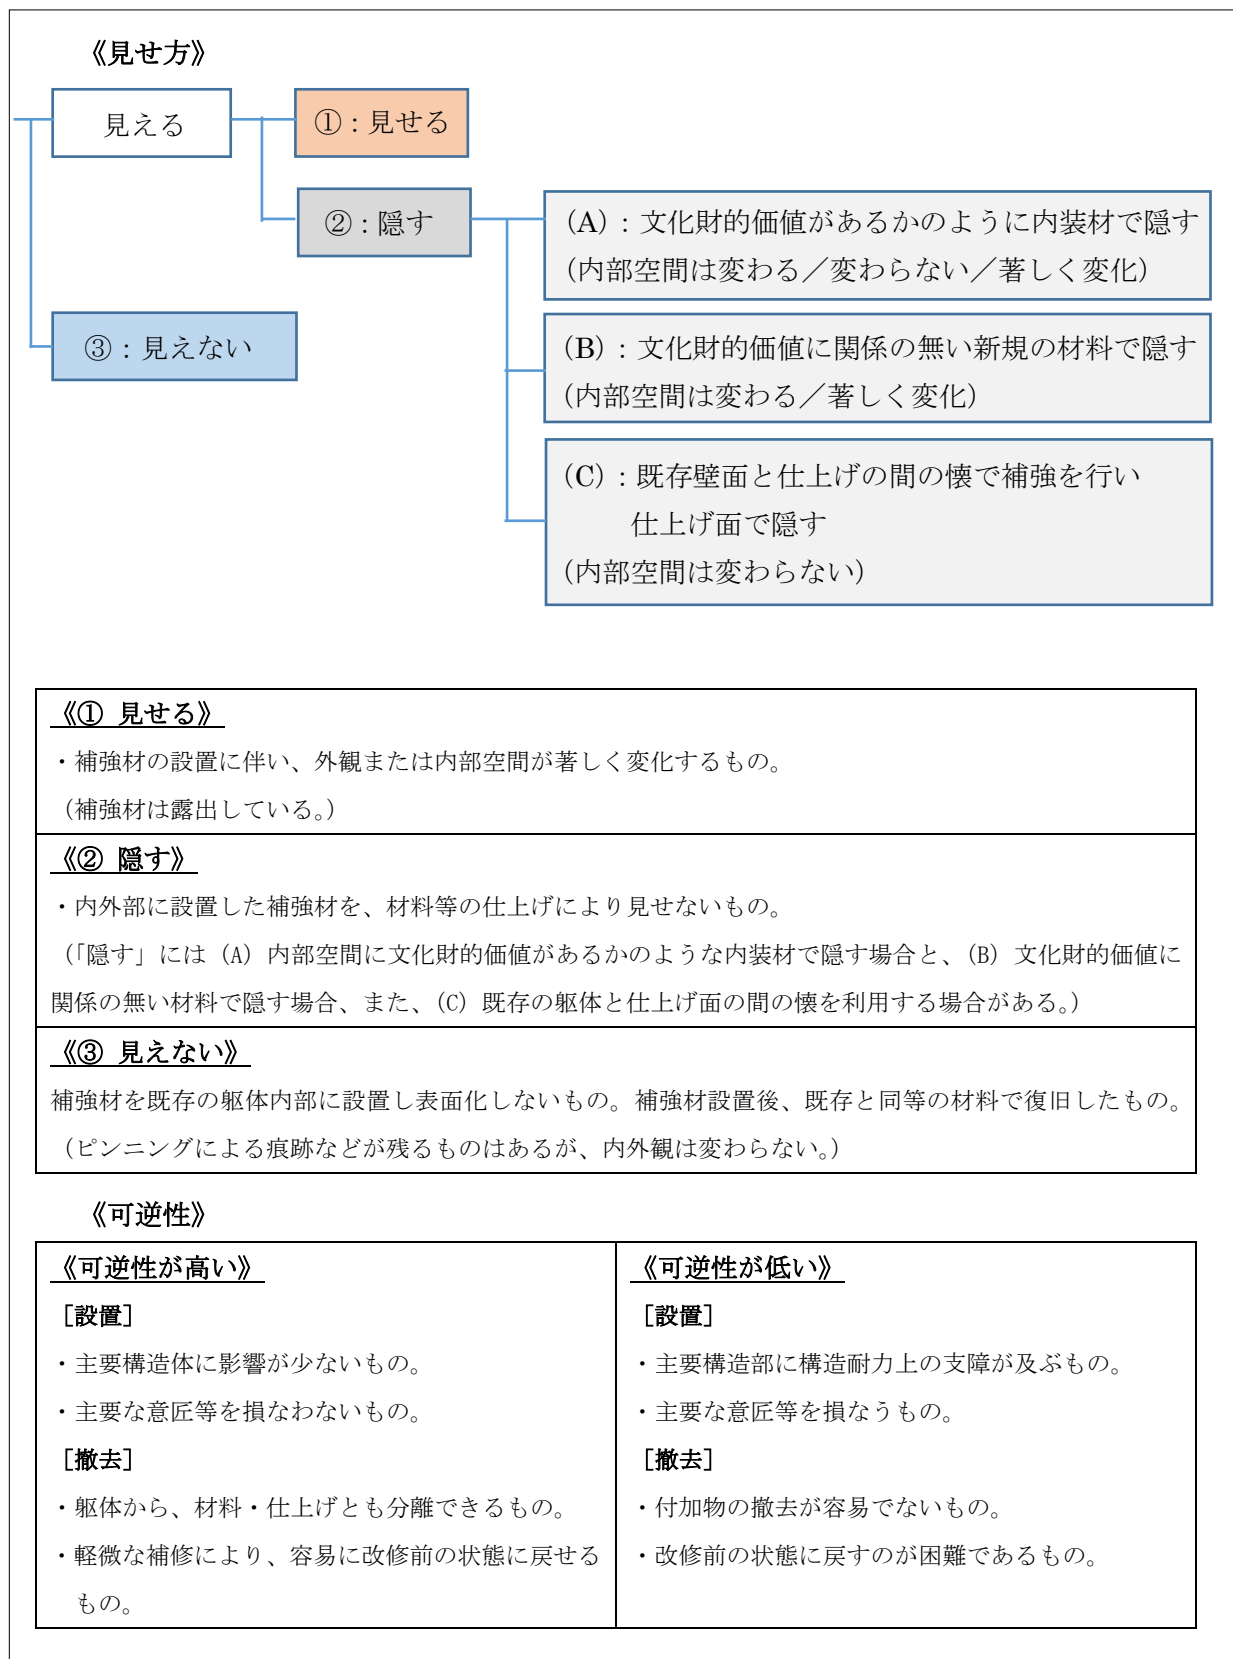 《見せ方》
見える
①：見せる
②：隠す
(A)：文化財的価値があるかのように内装材で隠す
(内部空間は変わる／変わらない／著しく変化)
③：見えない
(B)：文化財的価値に関係の無い新規の材料で隠す
(内部空間は変わる／著しく変化)
(C)：既存壁面と仕上げの間の懐で補強を行い
仕上げ面で隠す
(内部空間は変わらない)
《① 見せる》
・補強材の設置に伴い、外観または内部空間が著しく変化するもの。
（補強材は露出している。）
《② 隠す》
・内外部に設置した補強材を、材料等の仕上げにより見せないもの。
（「隠す」には（A）内部空間に文化財的価値があるかのような内装材で隠す場合と、（B）文化財的価値に
関係の無い材料で隠す場合、また、（C）既存の躯体と仕上げ面の間の懐を利用する場合がある。）
《③ 見えない》
補強材を既存の躯体内部に設置し表面化しないもの。補強材設置後、既存と同等の材料で復旧したもの。
（ピンニングによる痕跡などが残るものはあるが、内外観は変わらない。）
《可逆性》
《可逆性が高い》
［設置］
・主要構造体に影響が少ないもの。
・主要な意匠等を損なわないもの。
［撤去］
・躯体から、材料・仕上げとも分離できるもの。
・軽微な補修により、容易に改修前の状態に戻せる
もの。
《可逆性が低い》
［設置］
・主要構造部に構造耐力上の支障が及ぶもの。
・主要な意匠等を損なうもの。
［撤去］
・付加物の撤去が容易でないもの。
・改修前の状態に戻すのが困難であるもの。